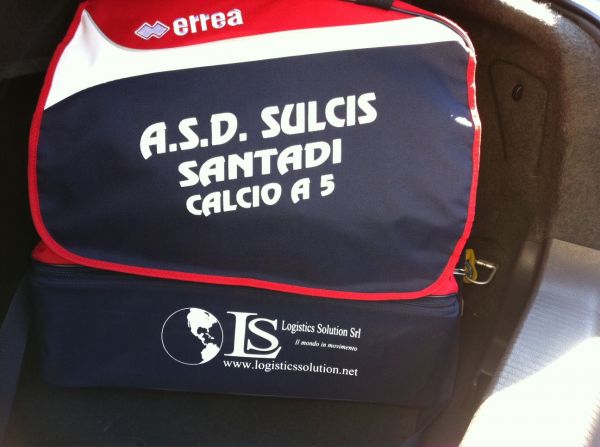 errea
A.S.D. SULCIS
SANTADI
CALCIO A 5
LS Logistics Solution Srl
Il mondo in movimento
www.logisticssolution.net